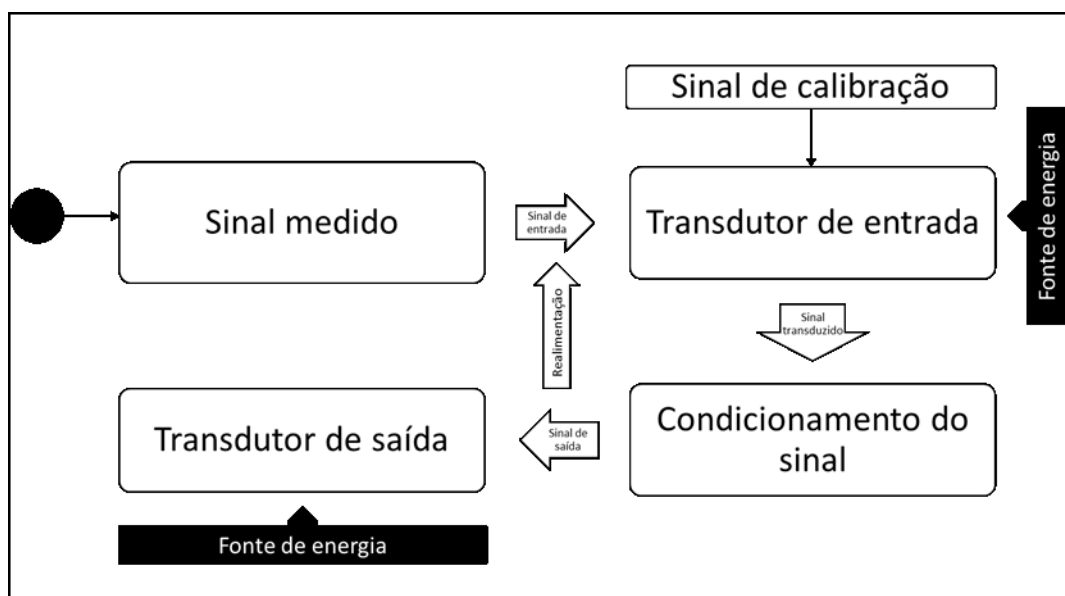 Sinal de calibração
Sinal medido
Sinal de
entrada
Transdutor de entrada
Fonte de energia
Realimentação
Sinal
transduzido
Transdutor de saída
Sinal de
saída
Condicionamento do
sinal
Fonte de energia